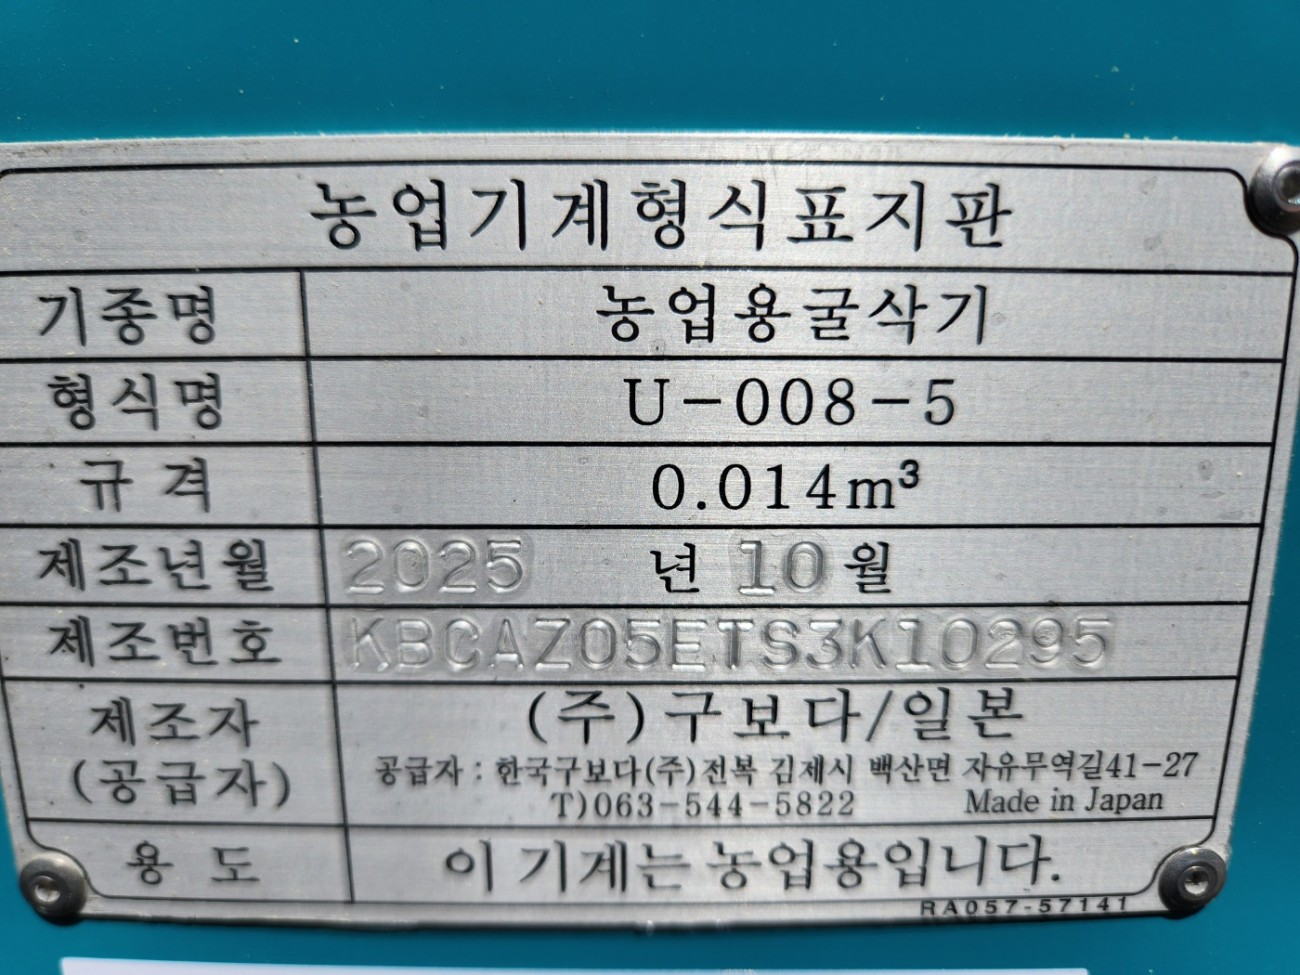 농업기계형식표지판
기종명 농업용굴삭기
형식명 U-008-5
규격 0.014m³
제조년월 2025 년 10 월
제조번호 KBCAZ05ETS3K10295
제조자 (주)구보다/일본
(공급자) 공급자 : 한국구보다(주)전북 김제시 백산면 자유무역길41-27
T)063-544-5822 Made in Japan
용도 이 기계는 농업용입니다.
RA057-57141